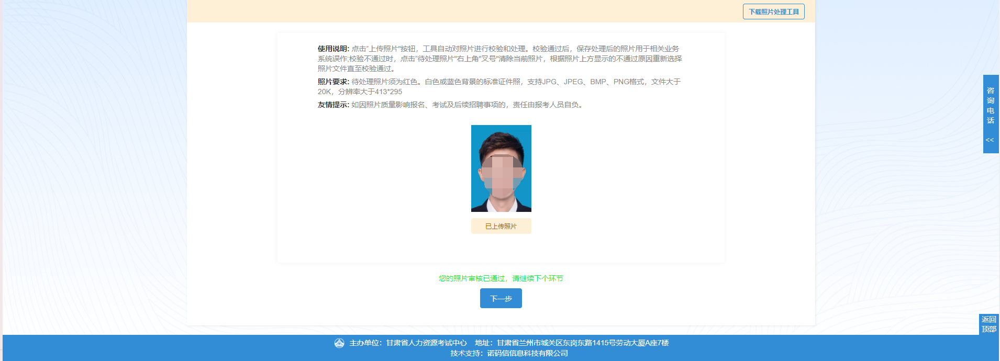 下载照片处理工具
使用说明: 点击"上传照片"按钮，工具自动对照片进行校验和处理。校验通过后，保存处理后的照片用于相关业务
系统误作;校验不通过时，点击"待处理照片"右上角"叉号"清除当前照片，根据照片上方显示的不通过原因重新选择
照片文件直至校验通过。
照片要求: 待处理照片须为红色。白色或蓝色背景的标准证件照，支持JPG、JPEG、BMP、PNG格式，文件大于
20K，分辨率大于413*295
友情提示: 如因照片质量影响报名、考试及后续招聘事项的，责任由报考人员自负。
已上传照片
您的照片审核已通过，请继续下个环节
下一步
咨
询
电
话
<<
返回
顶部
主办单位：甘肃省人力资源考试中心 地址：甘肃省兰州市城关区东岗东路1415号劳动大厦A座7楼
技术支持：诺码信信息科技有限公司